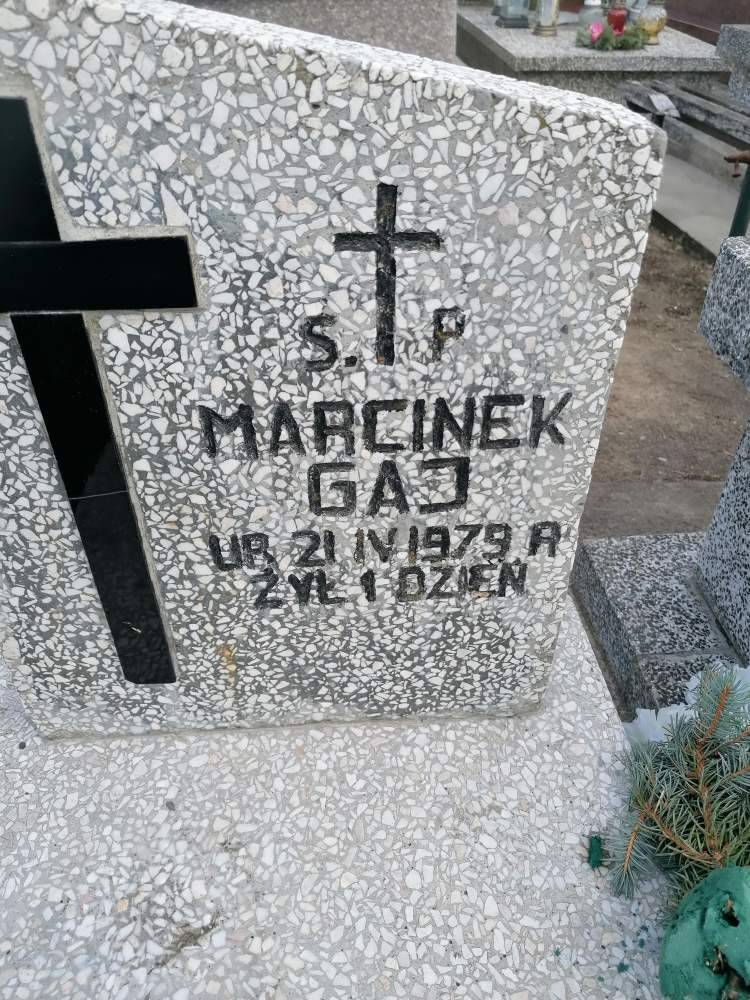 S. P
MARCINEK
GAJ
UR. 21 IV 1979 R
ŻYŁ 1 DZIEŃ